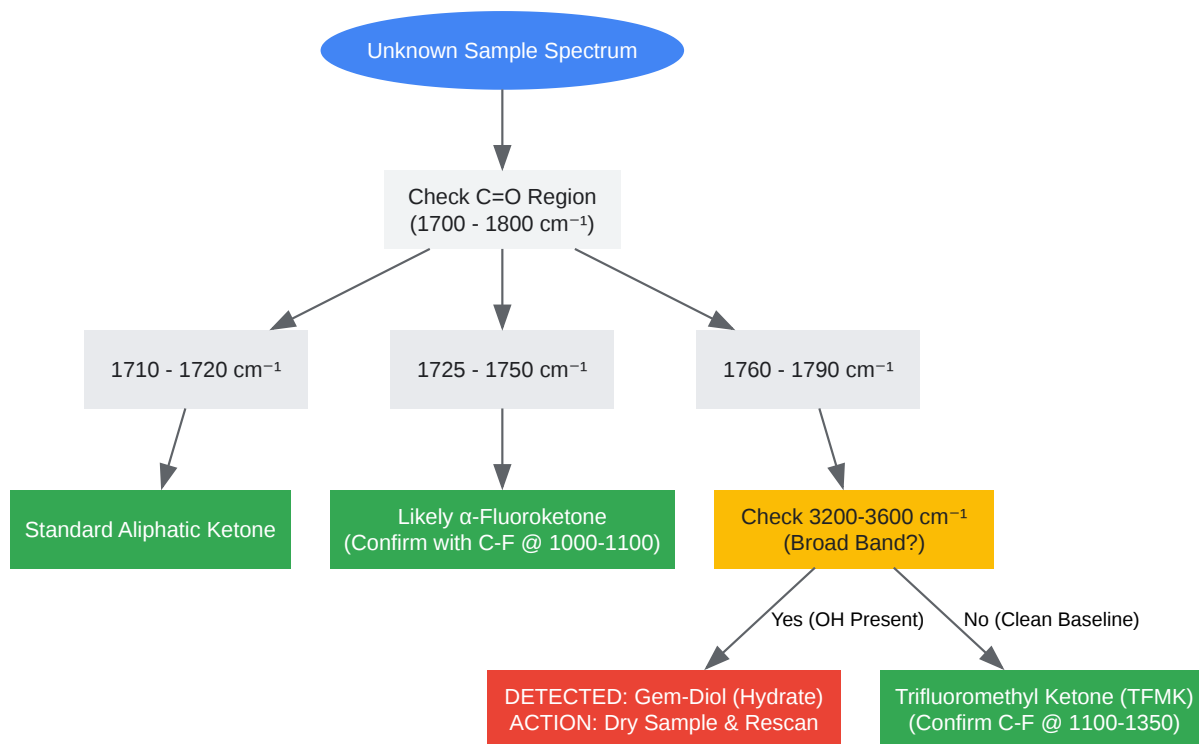 Unknown Sample Spectrum
Check C=O Region
(1700 - 1800 cm⁻¹)
1710 - 1720 cm⁻¹
1725 - 1750 cm⁻¹
1760 - 1790 cm⁻¹
Standard Aliphatic Ketone
Likely α-Fluoroketone
(Confirm with C-F @ 1000-1100)
Check 3200-3600 cm⁻¹
(Broad Band?)
Yes (OH Present)
No (Clean Baseline)
DETECTED: Gem-Diol (Hydrate)
ACTION: Dry Sample & Rescan
Trifluoromethyl Ketone (TFMK)
(Confirm C-F @ 1100-1350)